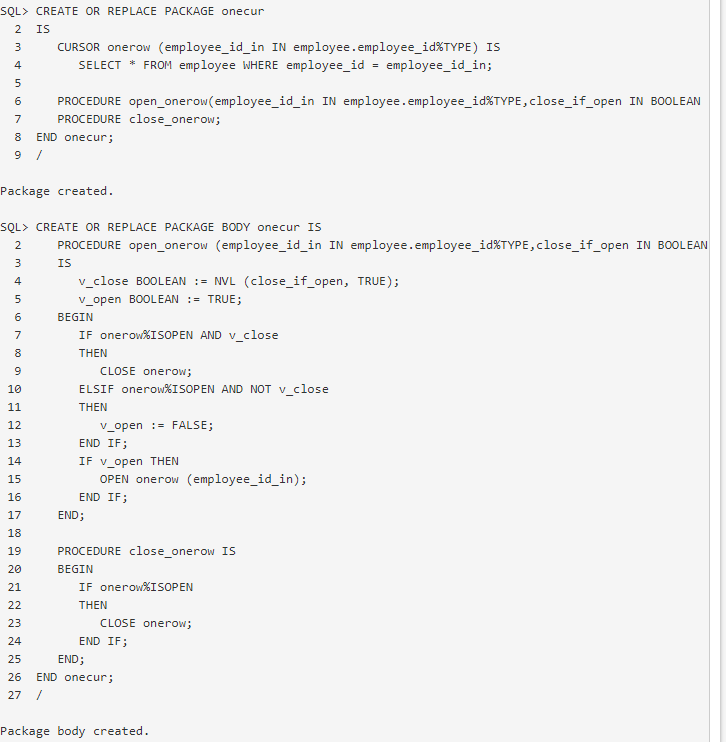 SQL> CREATE OR REPLACE PACKAGE onecur
  2  IS
  3     CURSOR onerow (employee_id_in IN employee.employee_id%TYPE) IS
  4        SELECT * FROM employee WHERE employee_id = employee_id_in;
  5
  6     PROCEDURE open_onerow(employee_id_in IN employee.employee_id%TYPE,close_if_open IN BOOLEAN
  7     PROCEDURE close_onerow;
  8  END onecur;
  9  /
Package created.
SQL> CREATE OR REPLACE PACKAGE BODY onecur IS
  2     PROCEDURE open_onerow (employee_id_in IN employee.employee_id%TYPE,close_if_open IN BOOLEAN
  3     IS
  4        v_close BOOLEAN := NVL (close_if_open, TRUE);
  5        v_open BOOLEAN := TRUE;
  6     BEGIN
  7        IF onerow%ISOPEN AND v_close
  8        THEN
  9           CLOSE onerow;
 10        ELSIF onerow%ISOPEN AND NOT v_close
 11        THEN
 12           v_open := FALSE;
 13        END IF;
 14        IF v_open THEN
 15           OPEN onerow (employee_id_in);
 16        END IF;
 17     END;
 18
 19     PROCEDURE close_onerow IS
 20     BEGIN
 21        IF onerow%ISOPEN
 22        THEN
 23           CLOSE onerow;
 24        END IF;
 25     END;
 26  END onecur;
 27  /
Package body created.